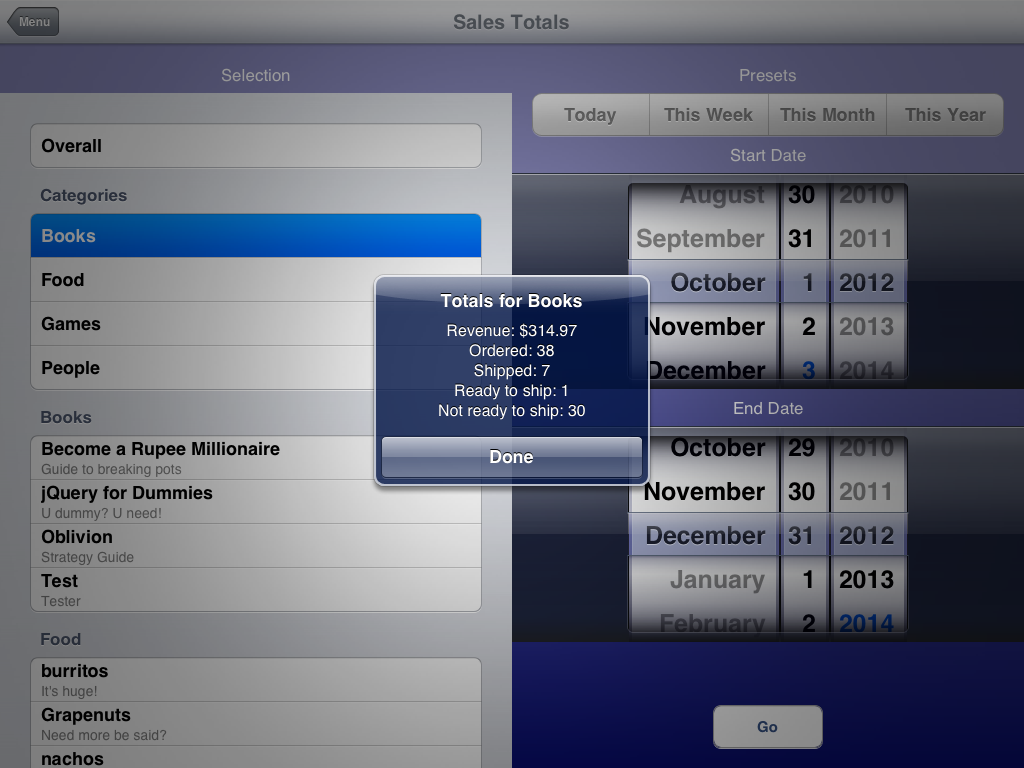 Menu
Sales Totals
Selection
Overall
Categories
Books
Food
Games
People
Books
Become a Rupee Millionaire
Guide to breaking pots
jQuery for Dummies
U dummy? U need!
Oblivion
Strategy Guide
Test
Tester
Food
burritos
It's huge!
Grapenuts
Need more be said?
nachos
Totals for Books
Revenue: $314.97
Ordered: 38
Shipped: 7
Ready to ship: 1
Not ready to ship: 30
Done
Presets
Today This Week This Month This Year
Start Date
August 30 2010
September 31 2011
October 1 2012
November 2 2013
December 3 2014
End Date
October 29 2010
November 30 2011
December 31 2012
January 1 2013
February 2 2014
Go